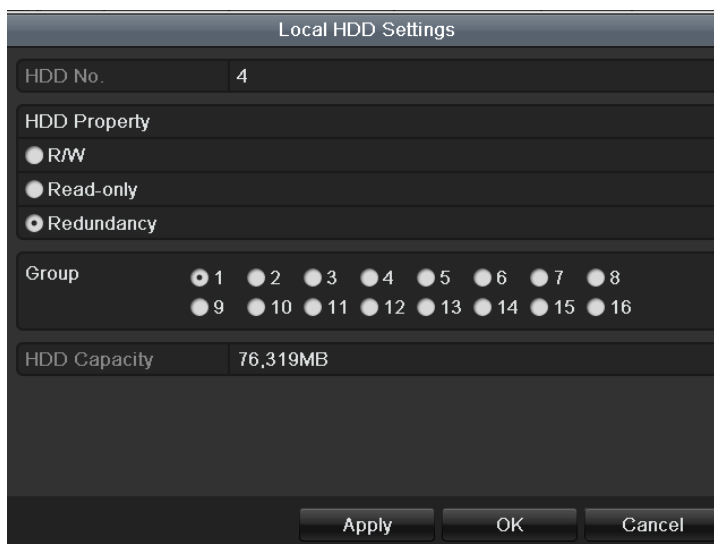 Local HDD Settings
HDD No. 4
HDD Property
R/W
Read-only
Redundancy
Group 1 2 3 4 5 6 7 8
9 10 11 12 13 14 15 16
HDD Capacity 76,319MB
Apply OK Cancel